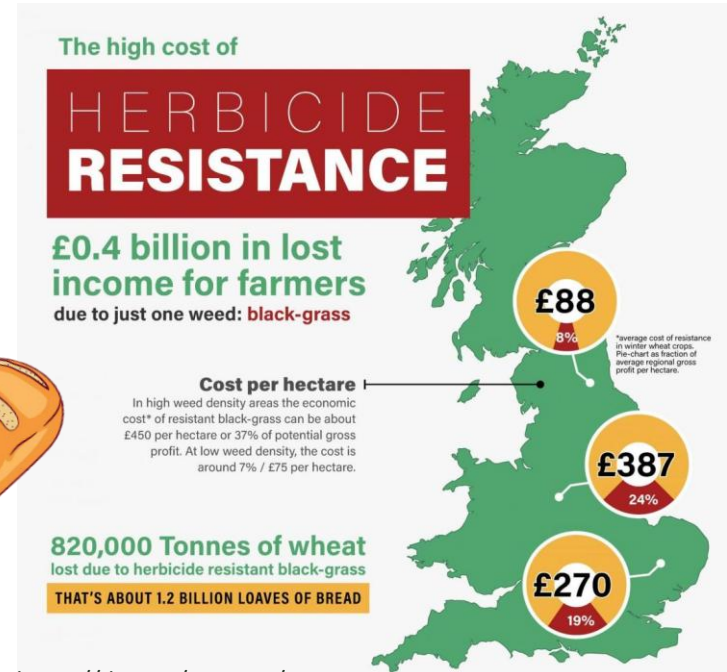 The high cost of
HERBICIDE
RESISTANCE
£0.4 billion in lost
income for farmers
due to just one weed: black-grass
£88
8%
*average cost of resistance
in winter wheat crops.
Pie-chart as fraction of
average regional gross
profit per hectare.
Cost per hectare
In high weed density areas the economic
cost* of resistant black-grass can be about
£450 per hectare or 37% of potential gross
profit. At low weed density, the cost is
around 7% / £75 per hectare.
£387
24%
820,000 Tonnes of wheat
lost due to herbicide resistant black-grass
THAT'S ABOUT 1.2 BILLION LOAVES OF BREAD
£270
19%